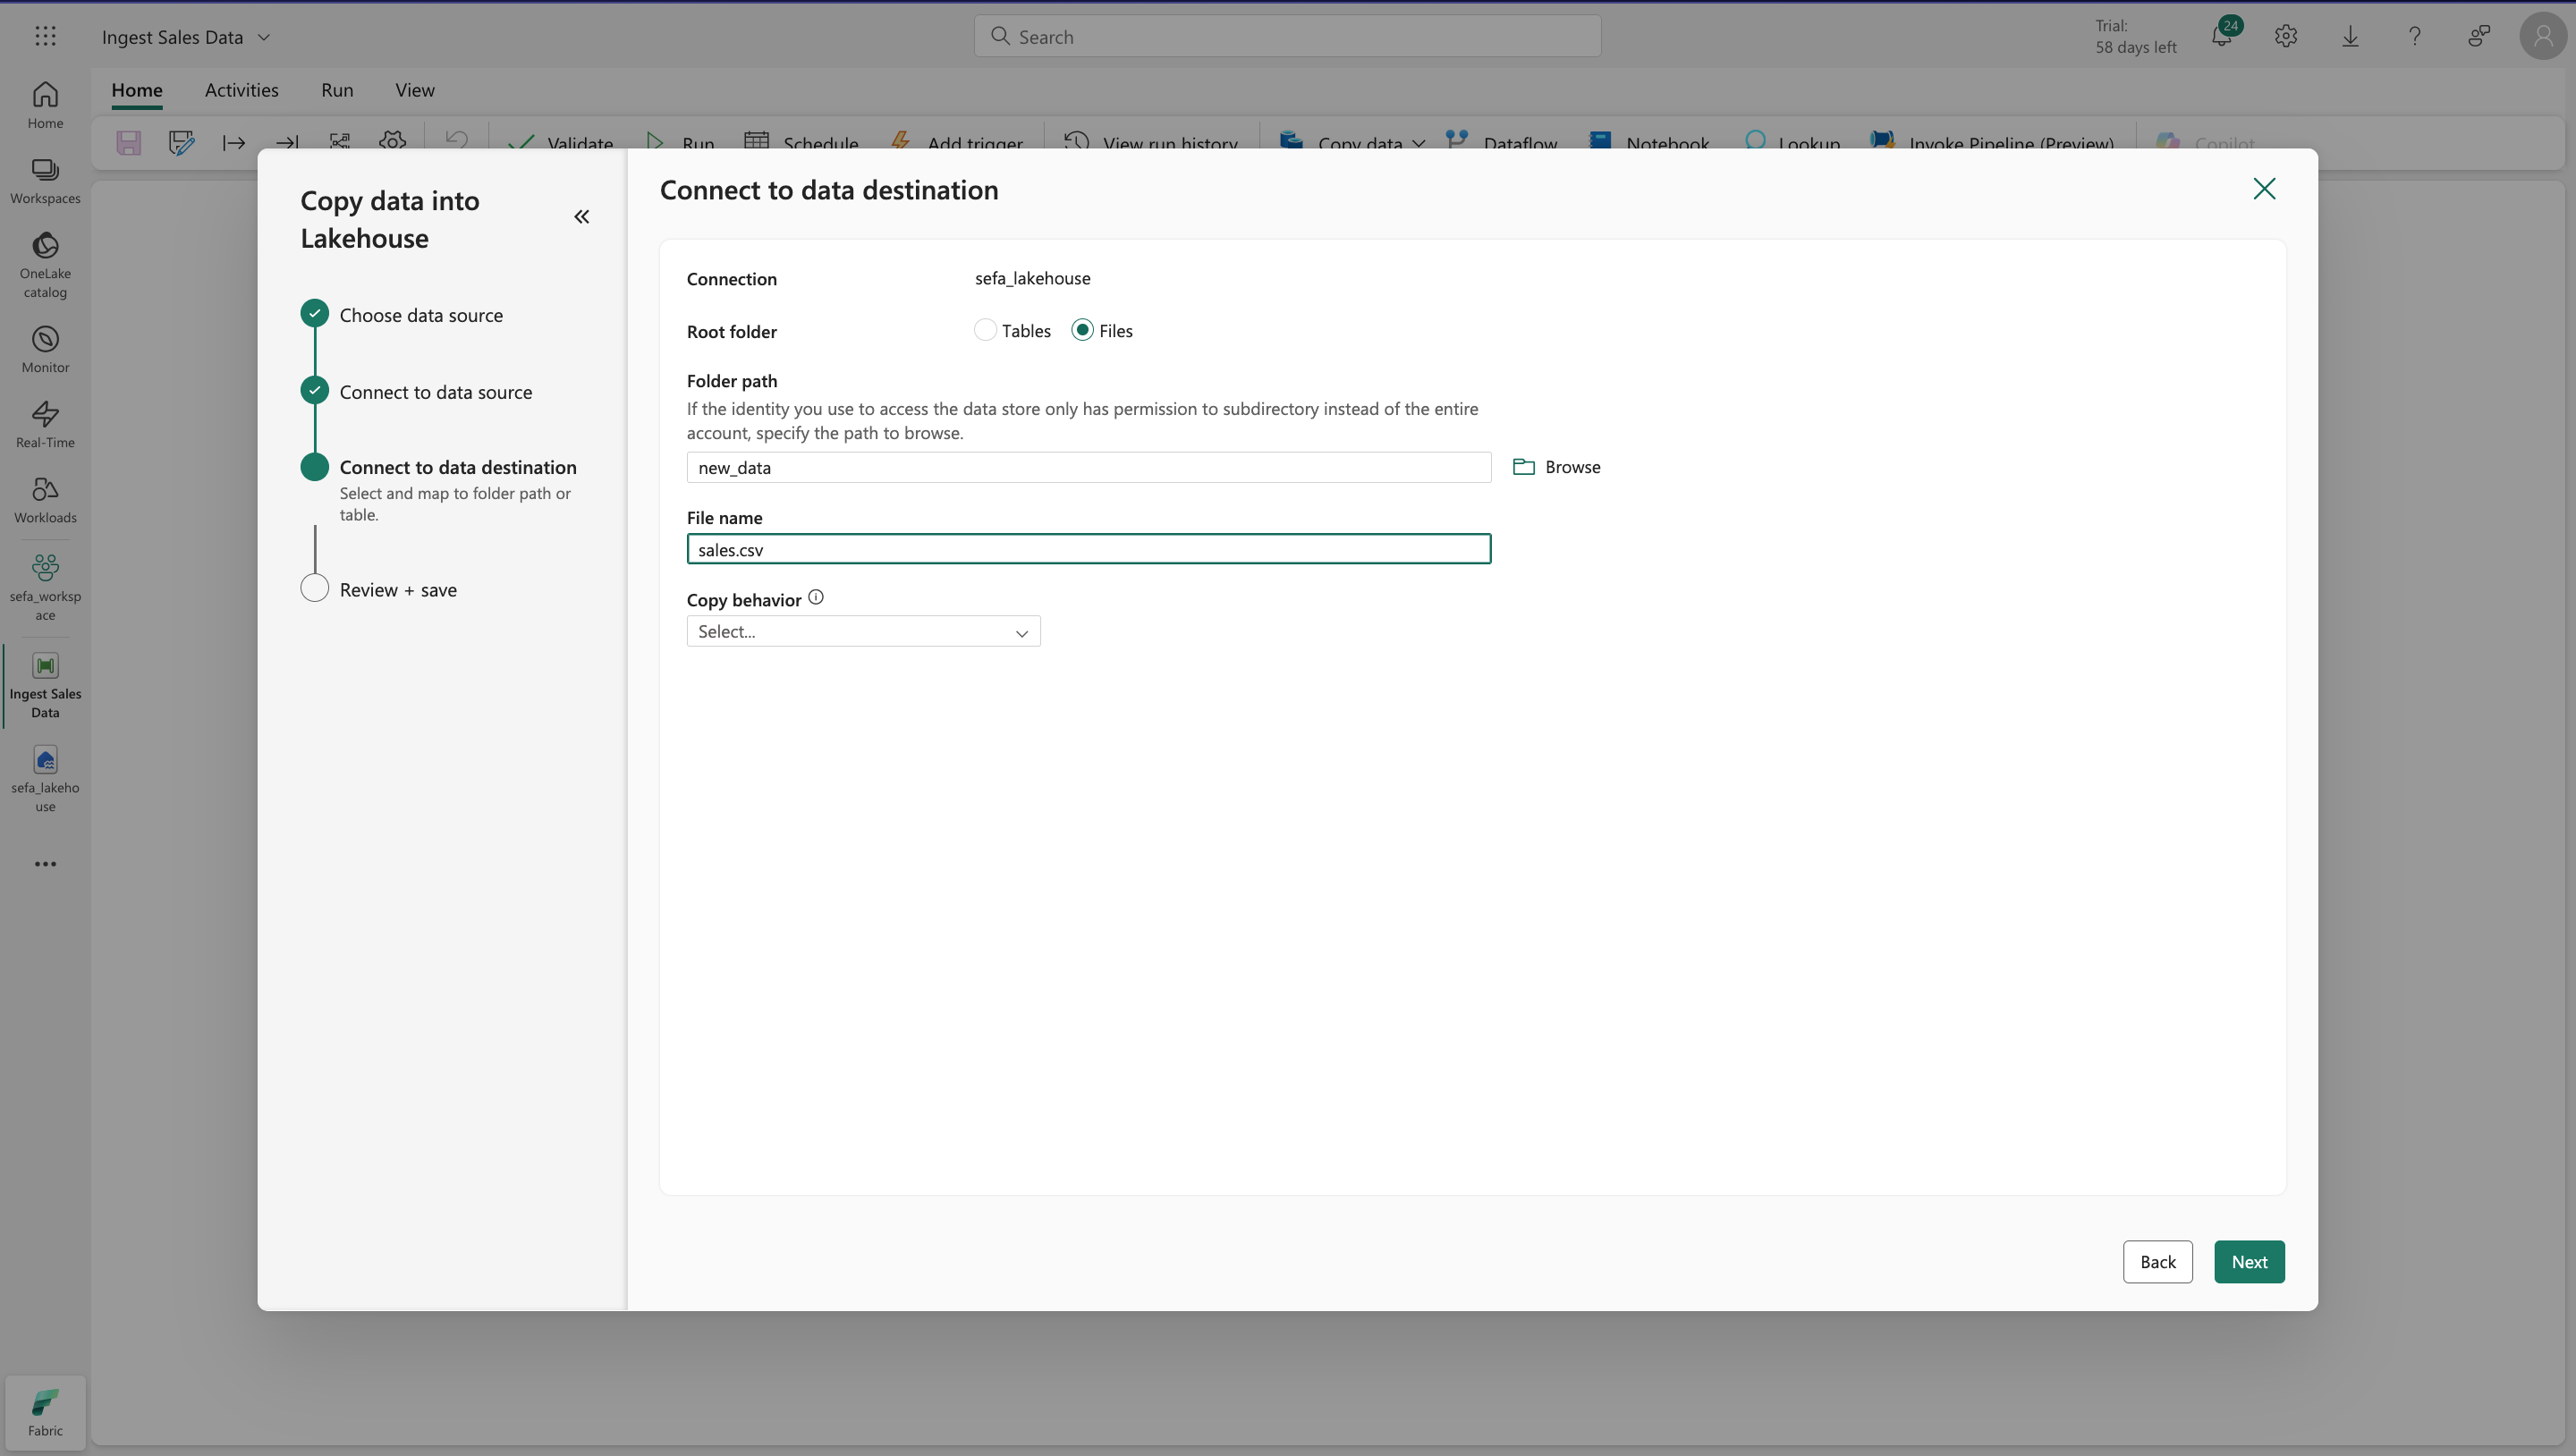 Ingest Sales Data
Search
Trial:
58 days left
24
Home
Activities
Run
View
Validate
Run
Schedule
Add trigger
View run history
Copy data
Dataflow
Notebook
Lookup
Invoke Pipeline (Preview)
Copilot
Home
Workspaces
OneLake
catalog
Monitor
Real-Time
Workloads
sefa_worksp
ace
Ingest Sales
Data
sefa_lakeho
use
Fabric
Copy data into
Lakehouse
Choose data source
Connect to data source
Connect to data destination
Select and map to folder path or
table.
Review + save
Connect to data destination
Connection
sefa_lakehouse
Root folder
Tables
Files
Folder path
If the identity you use to access the data store only has permission to subdirectory instead of the entire
account, specify the path to browse.
new_data
Browse
File name
sales.csv
Copy behavior
Select...
Back
Next